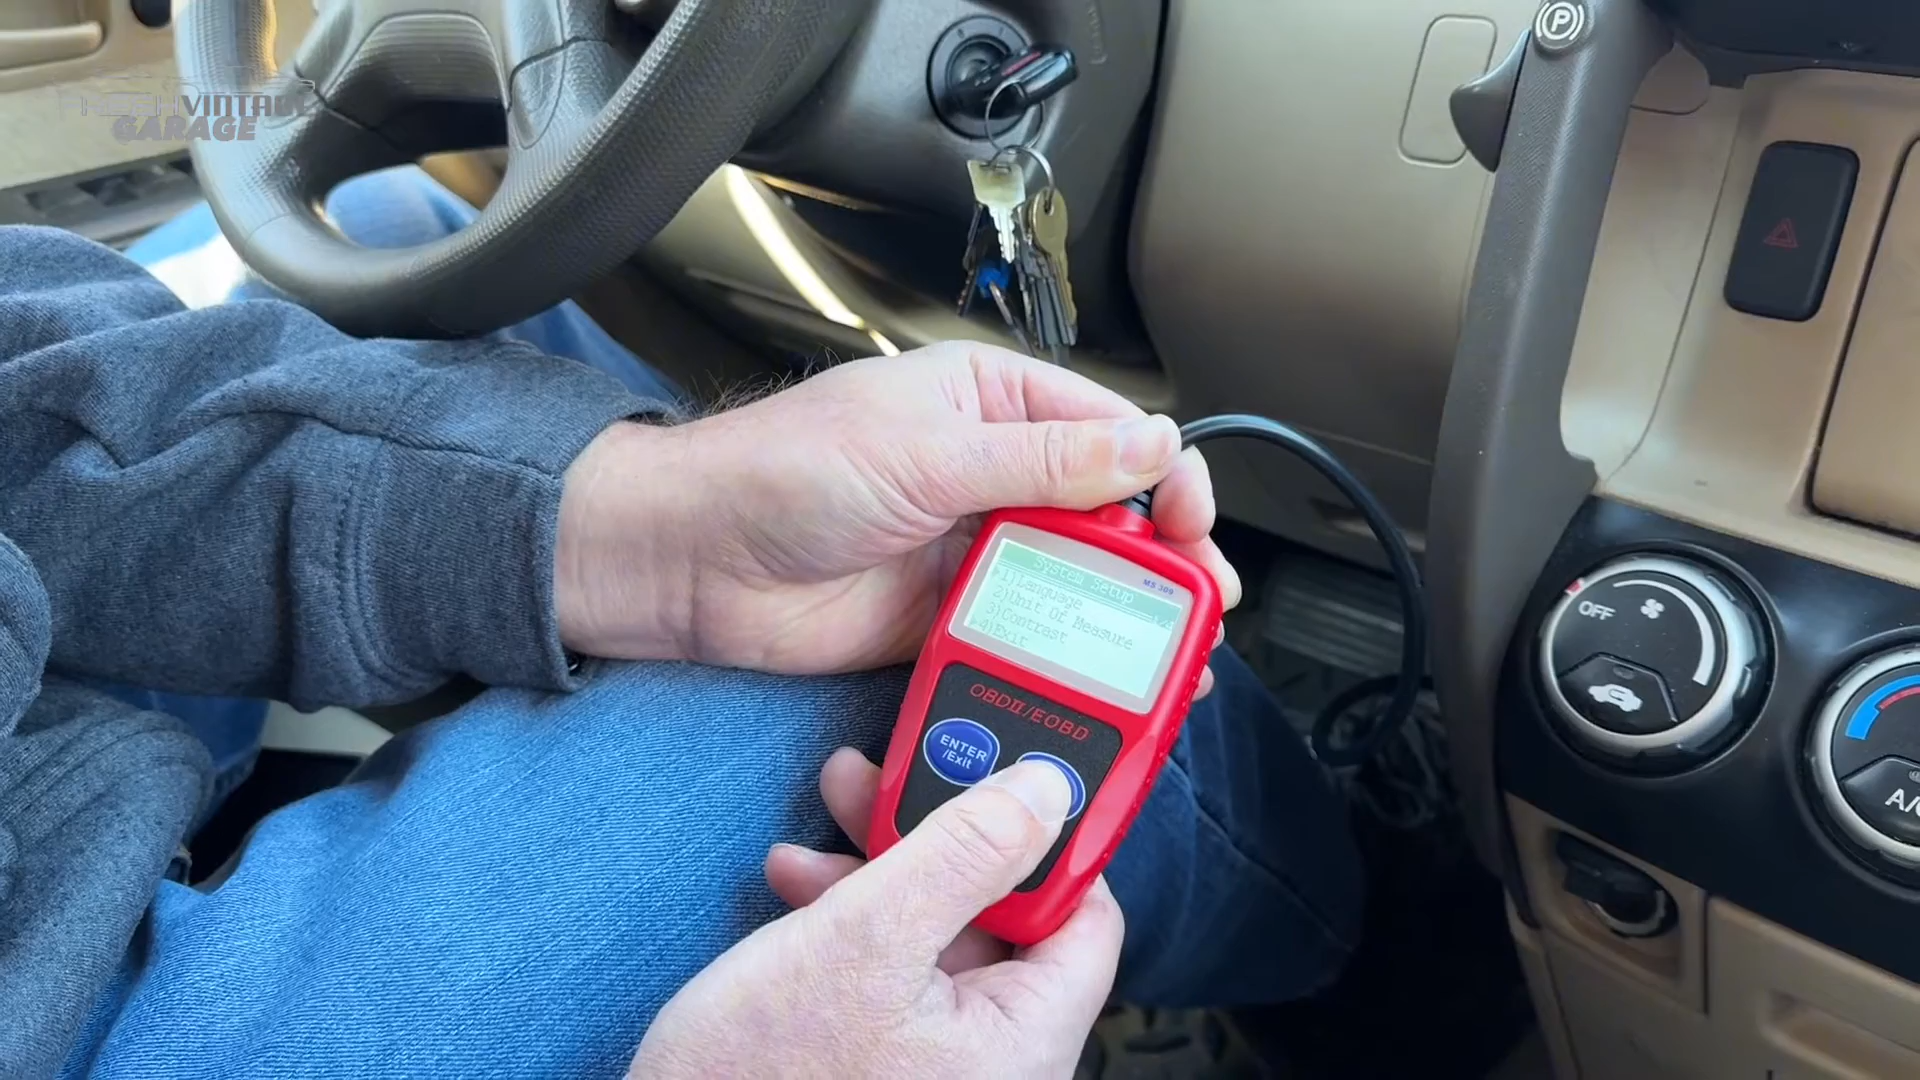 FRESHVINTAGE
GARAGE
P
System Setup
MS 309
1)Language
2)Unit Of Measure
3)Contrast
4)Exit
OBDII/EOBD
ENTER
/Exit
OFF